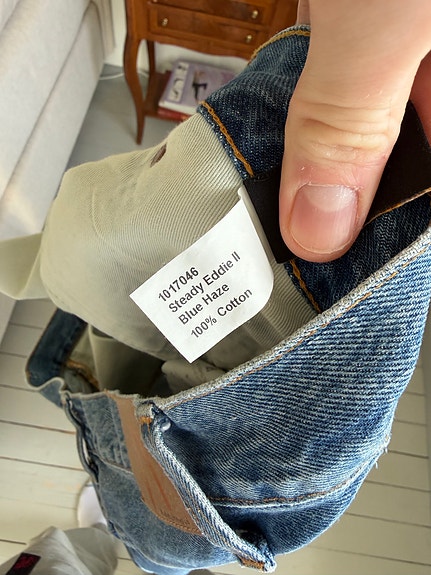 1017046
Steady Eddie II
Blue Haze
100% Cotton